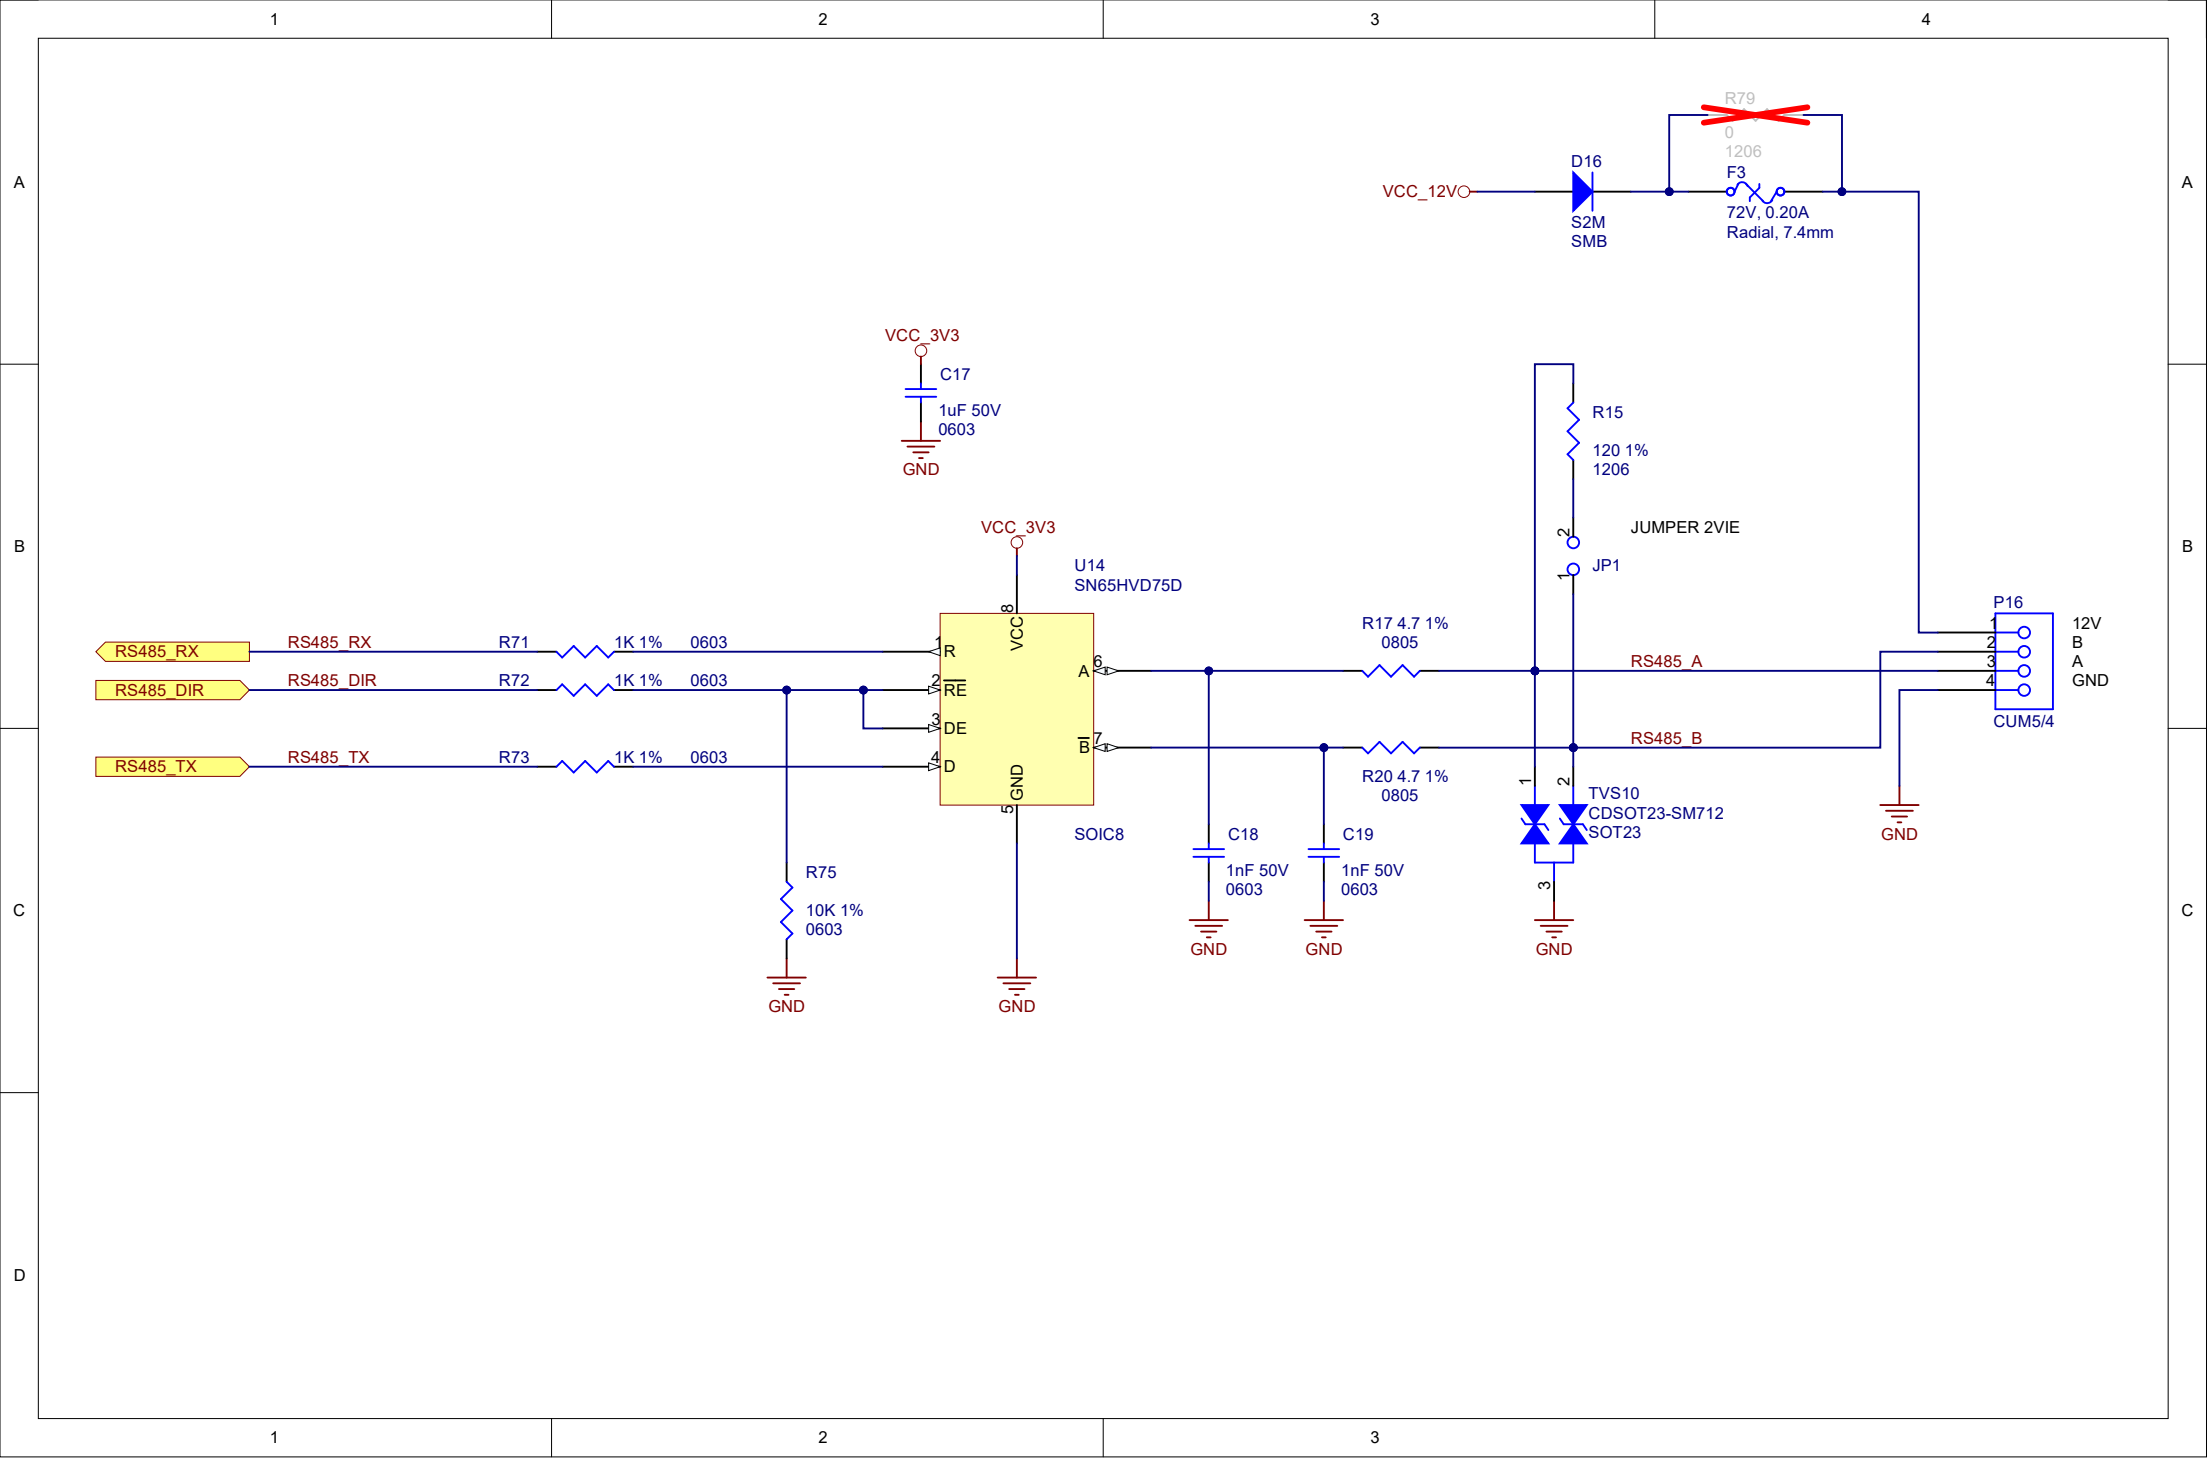 1 2 3 4
R79
0
1206
A
D16
F3
A
VCC_12V
S2M
SMB
72V, 0.20A
Radial, 7.4mm
VCC_3V3
C17
1uF 50V
0603
GND
R15
120 1%
1206
VCC_3V3
2
JUMPER 2VIE
B
U14
SN65HVD75D
JP1
1
B
P16
8
VCC
R17 4.7 1%
0805
1 12V
2 B
3 A
4 GND
CUM5/4
RS485_RX
RS485_RX
R71
1K 1%
0603
1
R
A
6
RS485_A
RS485_DIR
RS485_DIR
R72
1K 1%
0603
2
RE
3
DE
B
7
RS485_B
RS485_TX
RS485_TX
R73
1K 1%
0603
4
D
GND
5
R20 4.7 1%
0805
1
2
TVS10
CDSOT23-SM712
SOT23
SOIC8
C18
1nF 50V
0603
C19
1nF 50V
0603
GND
R75
10K 1%
0603
3
C
C
GND
GND
GND
GND
GND
D
1 2 3